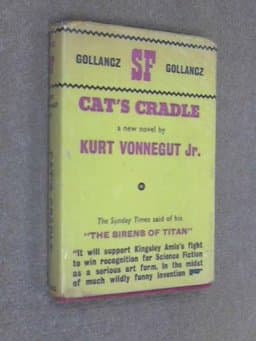 GOLLANCZ SF GOLLANCZ
CAT'S CRADLE
a new novel by
KURT VONNEGUT Jr.
The Sunday Times said of his
"THE SIRENS OF TITAN"
"It will support Kingsley Amis's fight
to win recognition for Science Fiction
as a serious art form. In the midst
of much wildly funny invention
CAT'S CRADLE